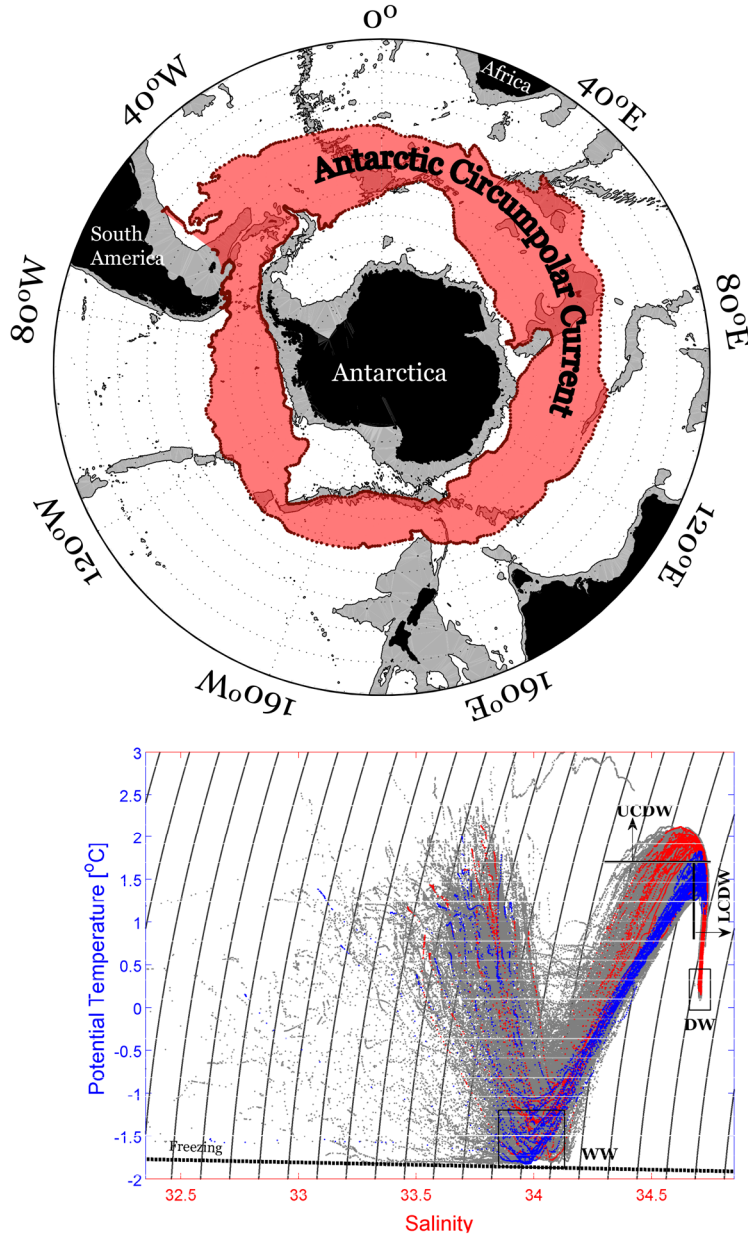 0°
40°W
Africa
40°E
Antarctic Circumpolar Current
South
America
80°W
80°E
Antarctica
120°W
120°E
160°W
160°E
3
2.5
2
1.5
1
0.5
0
-0.5
-1
-1.5
-2
Potential Temperature [°C]
UCDW
LCDW
DW
WW
Freezing
32.5
33
33.5
34
34.5
Salinity